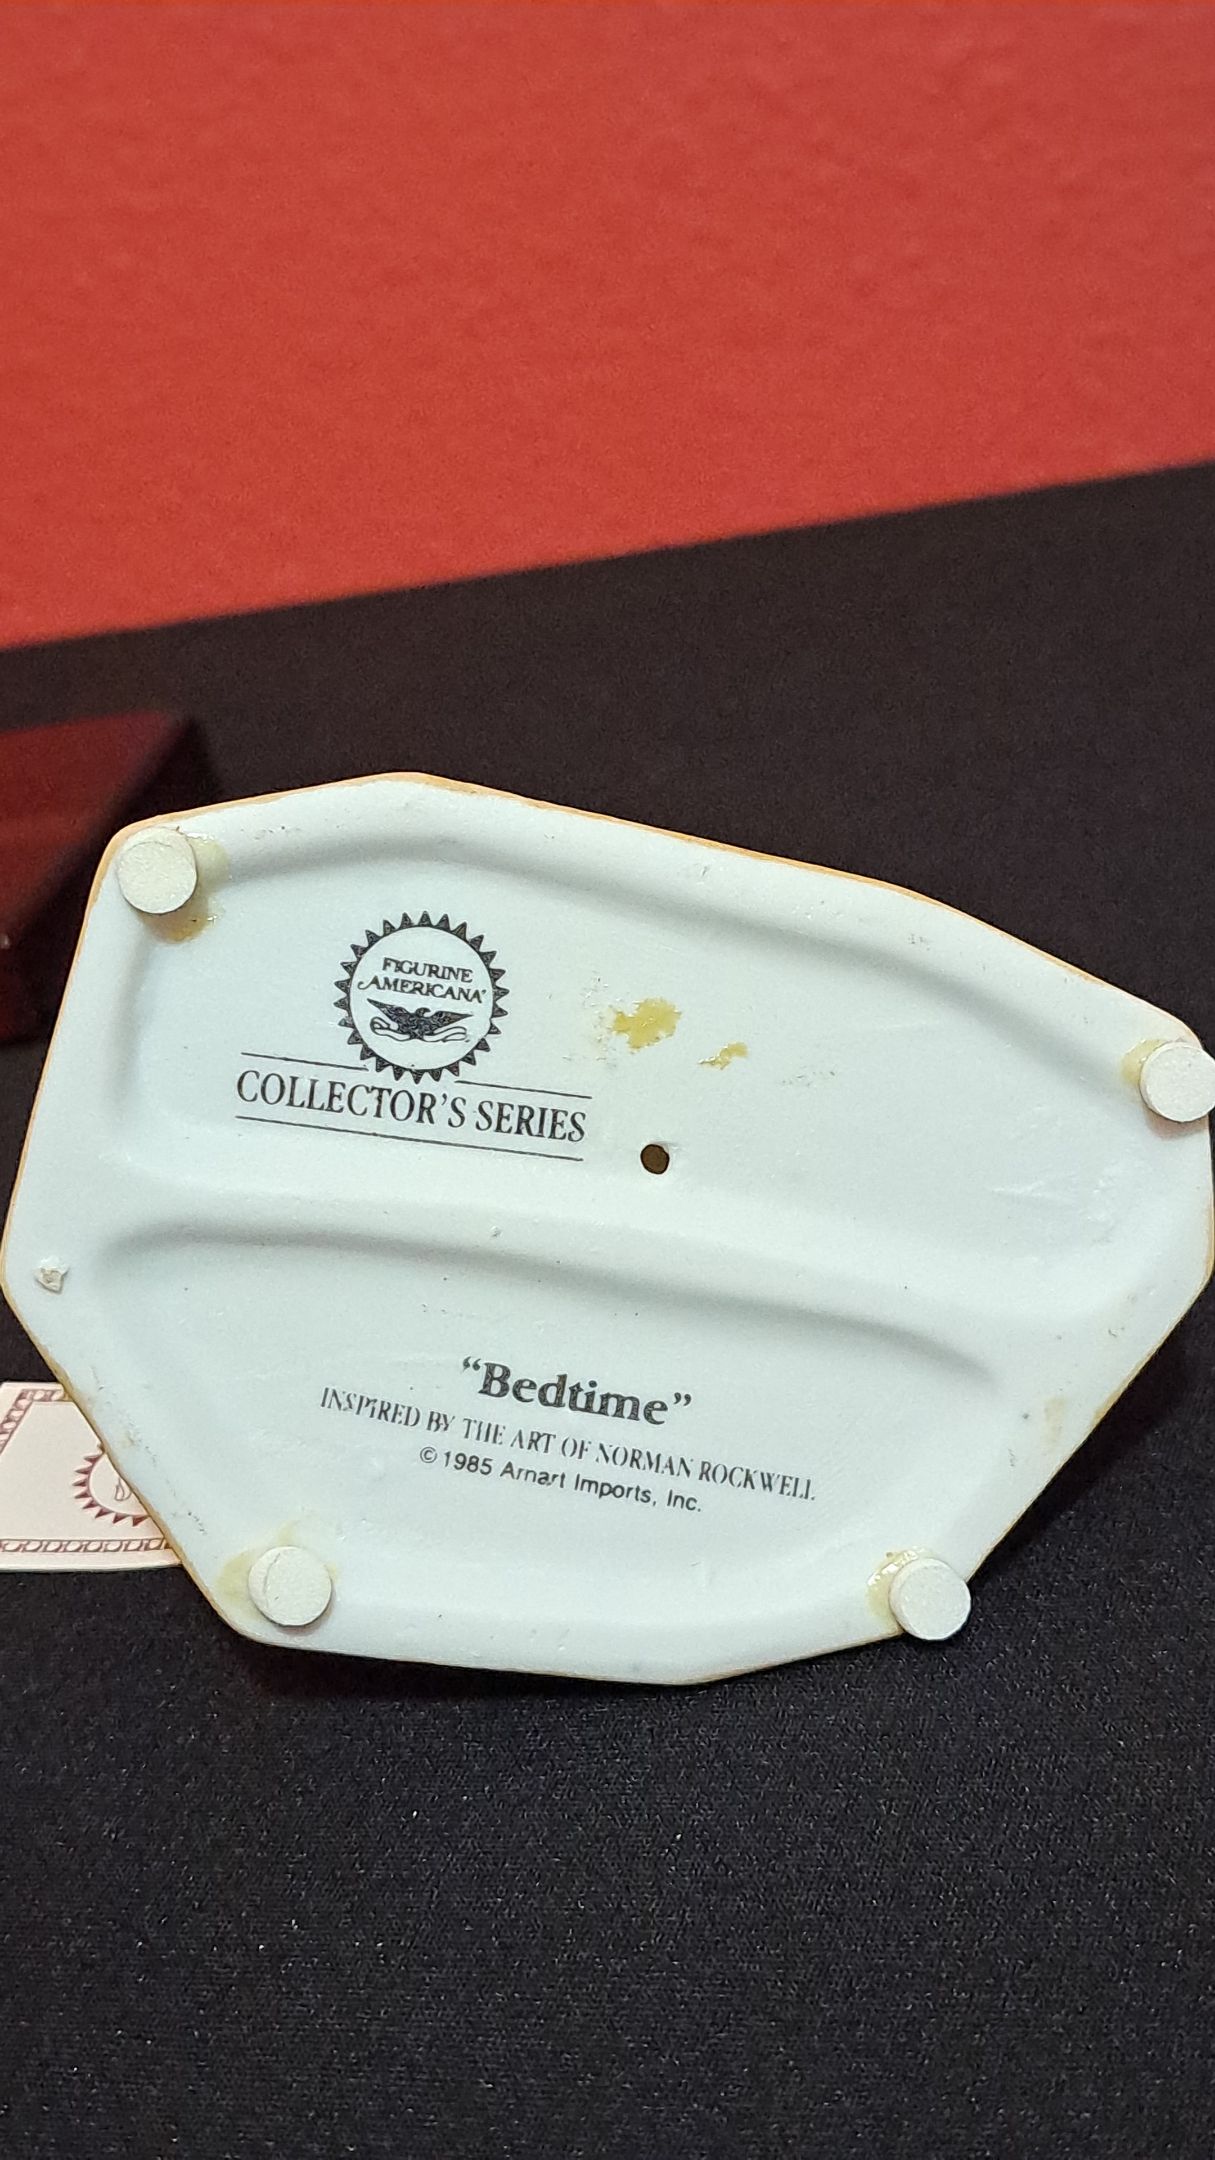 FIGURINE
AMERICANA
COLLECTOR'S SERIES
“Bedtime”
INSPIRED BY THE ART OF NORMAN ROCKWELL
© 1985 Arnart Imports, Inc.